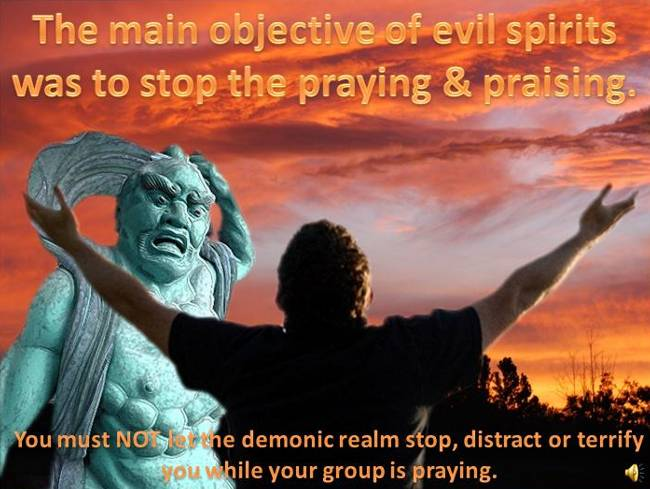 The main objective of evil spirits
was to stop the praying & praising.
You must NOT let the demonic realm stop, distract or terrify
you while your group is praying.